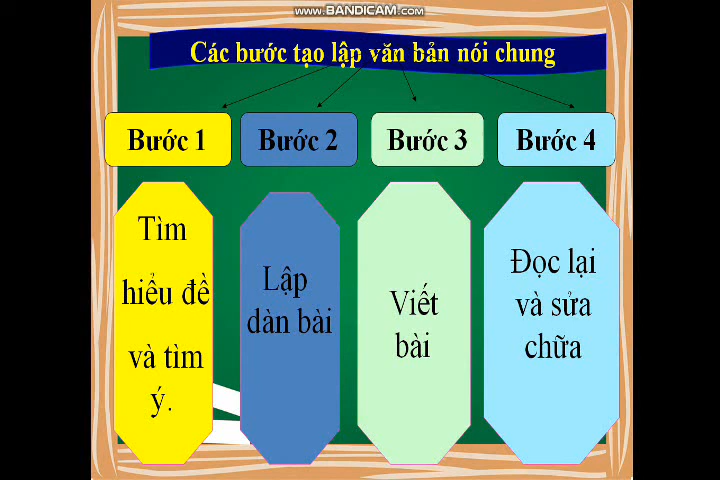 www.BANDICAM.com
Các bước tạo lập văn bản nói chung
Bước 1
Bước 2
Bước 3
Bước 4
Tìm
hiểu đề
và tìm
ý.
Lập
dàn bài
Viết
bài
Đọc lại
và sửa
chữa